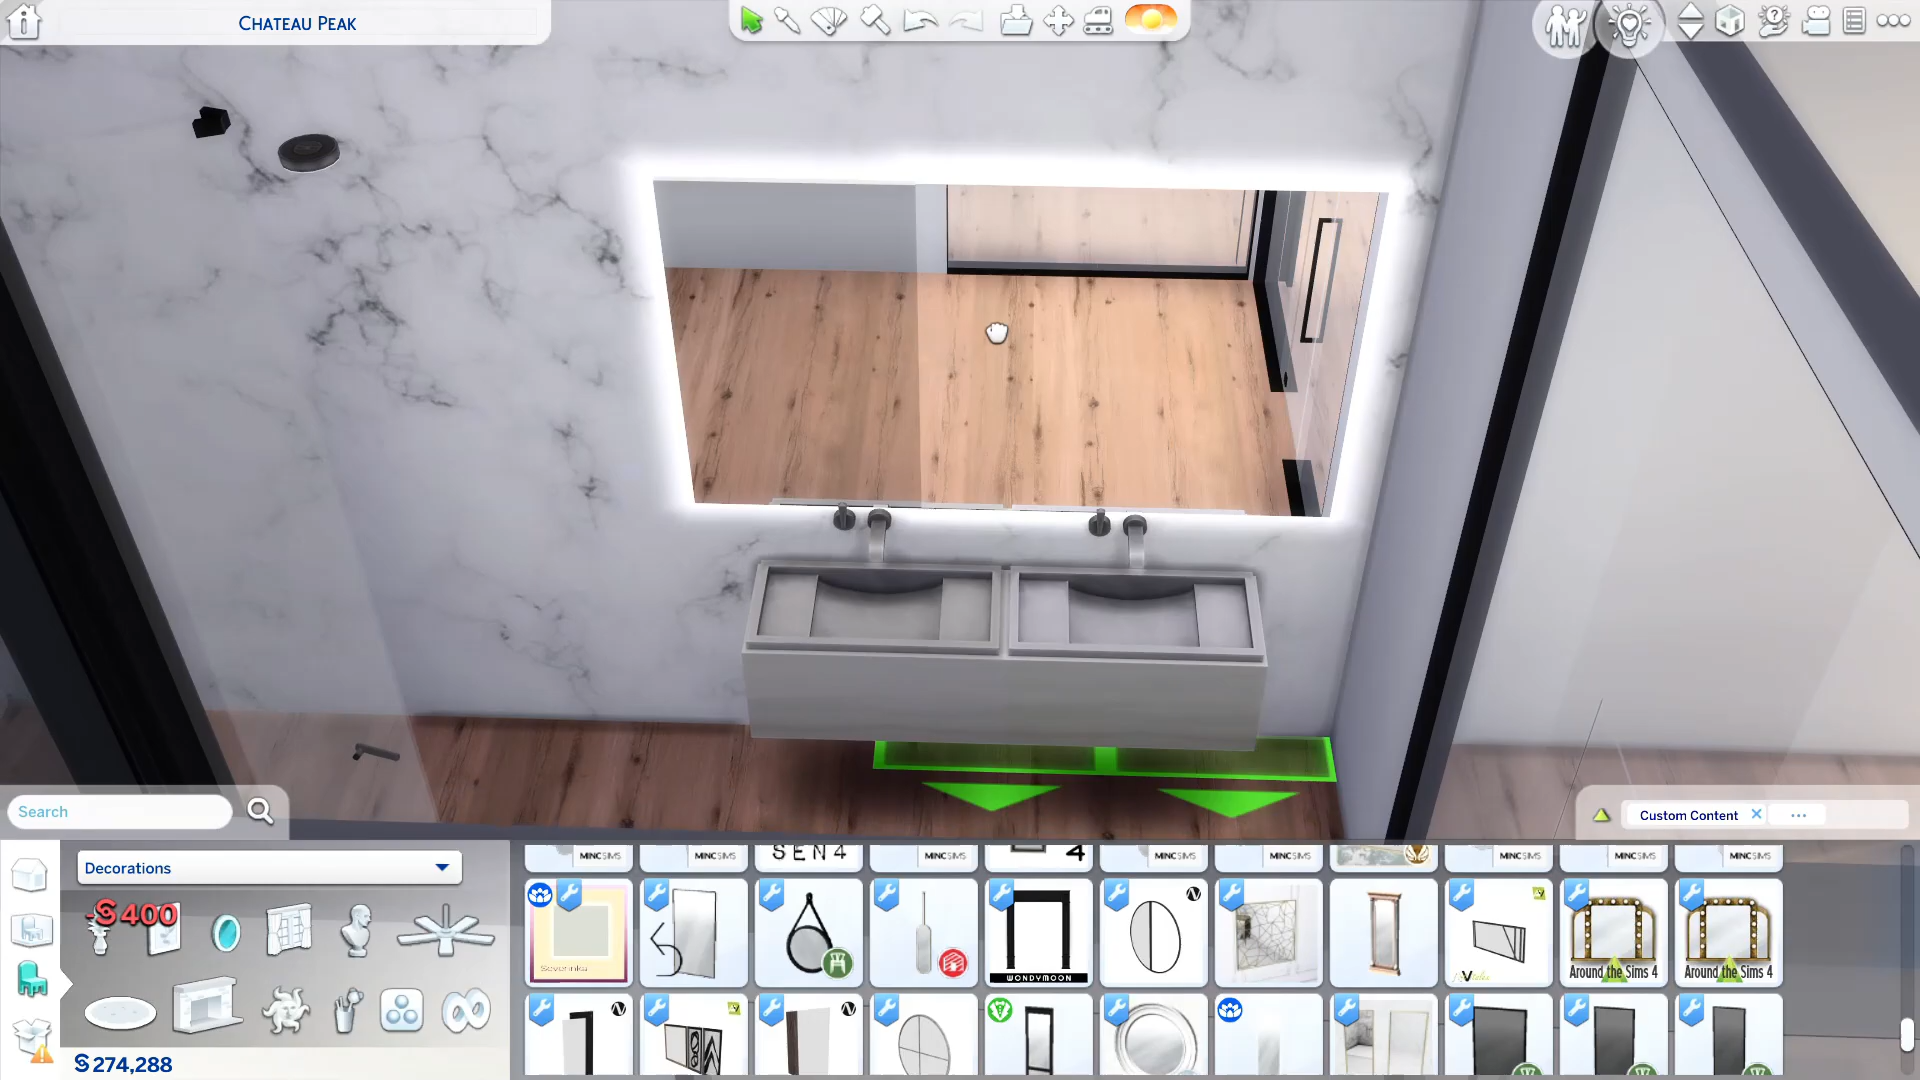 CHATEAU PEAK
Search
Custom Content
...
Decorations
-§400
§274,288
MINCSIMS
MINCSIMS
SEN4
MINCSIMS
4
MINCSIMS
MINCSIMS
MINCSIMS
MINCSIMS
MINCSIMS
Severinka
WONDYMOON
N
V
Around the Sims 4
Around the Sims 4
N
N